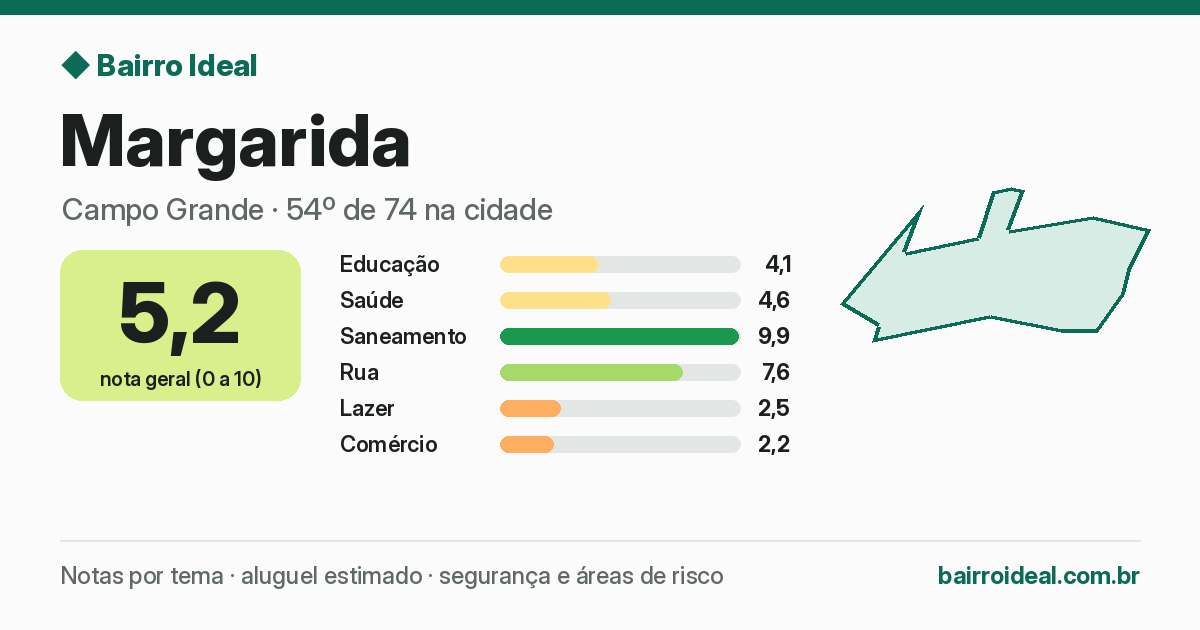 Bairro Ideal
Margarida
Campo Grande · 54º de 74 na cidade
5,2
nota geral (0 a 10)
Educação 4,1
Saúde 4,6
Saneamento 9,9
Rua 7,6
Lazer 2,5
Comércio 2,2
Notas por tema · aluguel estimado · segurança e áreas de risco
bairroideal.com.br